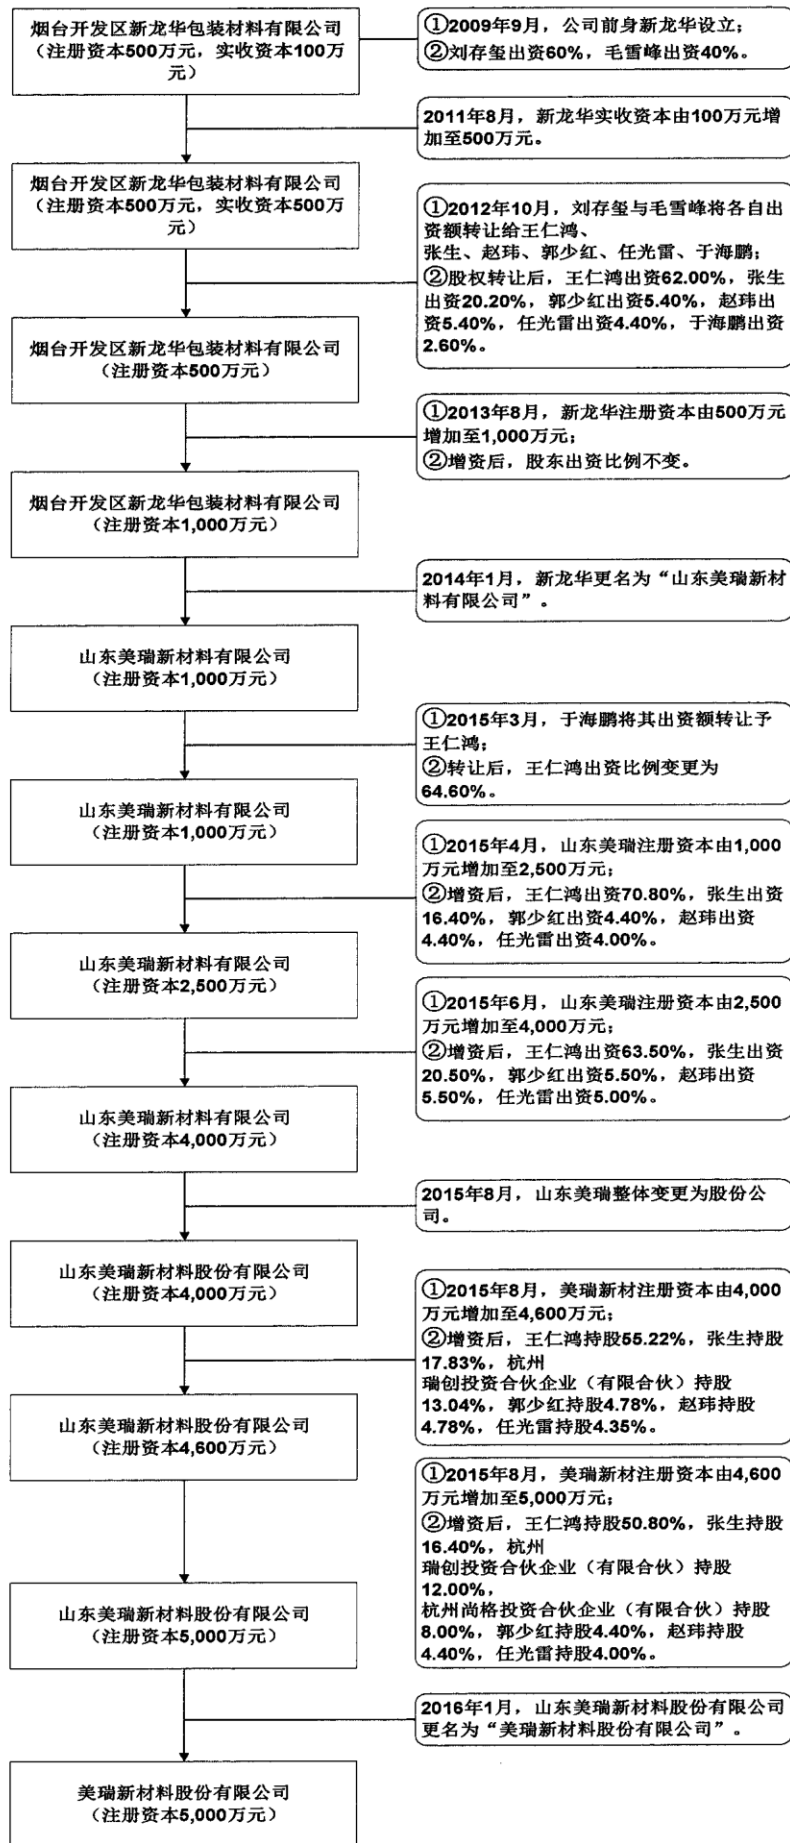 烟台开发区新龙华包装材料有限公司
（注册资本500万元，实收资本100万
元）
①2009年9月，公司前身新龙华设立；
②刘存玺出资60%，毛雪峰出资40%。
2011年8月，新龙华实收资本由100万元增
加至500万元。
烟台开发区新龙华包装材料有限公司
（注册资本500万元，实收资本500万
元）
①2012年10月，刘存玺与毛雪峰将各自出
资额转让给王仁鸿、
张生、赵玮、郭少红、任光雷、于海鹏；
②股权转让后，王仁鸿出资62.00%，张生
出资20.20%，郭少红出资5.40%，赵玮出
资5.40%，任光雷出资4.40%，于海鹏出资
2.60%。
烟台开发区新龙华包装材料有限公司
（注册资本500万元）
①2013年8月，新龙华注册资本由500万元
增加至1,000万元；
②增资后，股东出资比例不变。
烟台开发区新龙华包装材料有限公司
（注册资本1,000万元）
2014年1月，新龙华更名为“山东美瑞新材
料有限公司”。
山东美瑞新材料有限公司
（注册资本1,000万元）
①2015年3月，于海鹏将其出资额转让予
王仁鸿；
②转让后，王仁鸿出资比例变更为
64.60%。
山东美瑞新材料有限公司
（注册资本1,000万元）
①2015年4月，山东美瑞注册资本由1,000
万元增加至2,500万元；
②增资后，王仁鸿出资70.80%，张生出资
16.40%，郭少红出资4.40%，赵玮出资
4.40%，任光雷出资4.00%。
山东美瑞新材料有限公司
（注册资本2,500万元）
①2015年6月，山东美瑞注册资本由2,500
万元增加至4,000万元；
②增资后，王仁鸿出资63.50%，张生出资
20.50%，郭少红出资5.50%，赵玮出资
5.50%，任光雷出资5.00%。
山东美瑞新材料有限公司
（注册资本4,000万元）
2015年8月，山东美瑞整体变更为股份公
司。
山东美瑞新材料股份有限公司
（注册资本4,000万元）
①2015年8月，美瑞新材注册资本由4,000
万元增加至4,600万元；
②增资后，王仁鸿持股55.22%，张生持股
17.83%，杭州
瑞创投资合伙企业（有限合伙）持股
13.04%，郭少红持股4.78%，赵玮持股
4.78%，任光雷持股4.35%。
山东美瑞新材料股份有限公司
（注册资本4,600万元）
①2015年8月，美瑞新材注册资本由4,600
万元增加至5,000万元；
②增资后，王仁鸿持股50.80%，张生持股
16.40%，杭州
瑞创投资合伙企业（有限合伙）持股
12.00%，
杭州尚格投资合伙企业（有限合伙）持股
8.00%，郭少红持股4.40%，赵玮持股
4.40%，任光雷持股4.00%。
山东美瑞新材料股份有限公司
（注册资本5,000万元）
2016年1月，山东美瑞新材料股份有限公司
更名为“美瑞新材料股份有限公司”。
美瑞新材料股份有限公司
（注册资本5,000万元）